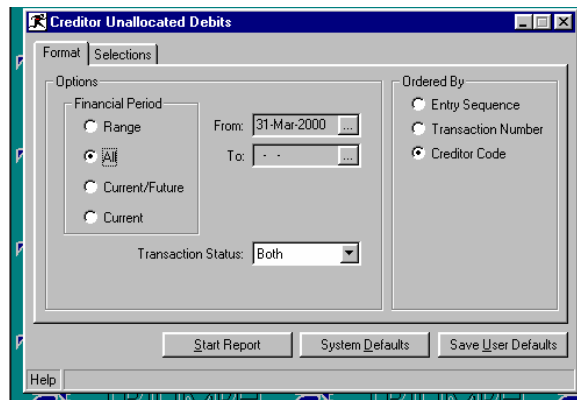 Creditor Unallocated Debits
Format Selections
Options
Financial Period
Range
All
Current/Future
Current
From: 31-Mar-2000 ...
To: - - ...
Transaction Status: Both
Ordered By
Entry Sequence
Transaction Number
Creditor Code
Start Report System Defaults Save User Defaults
Help